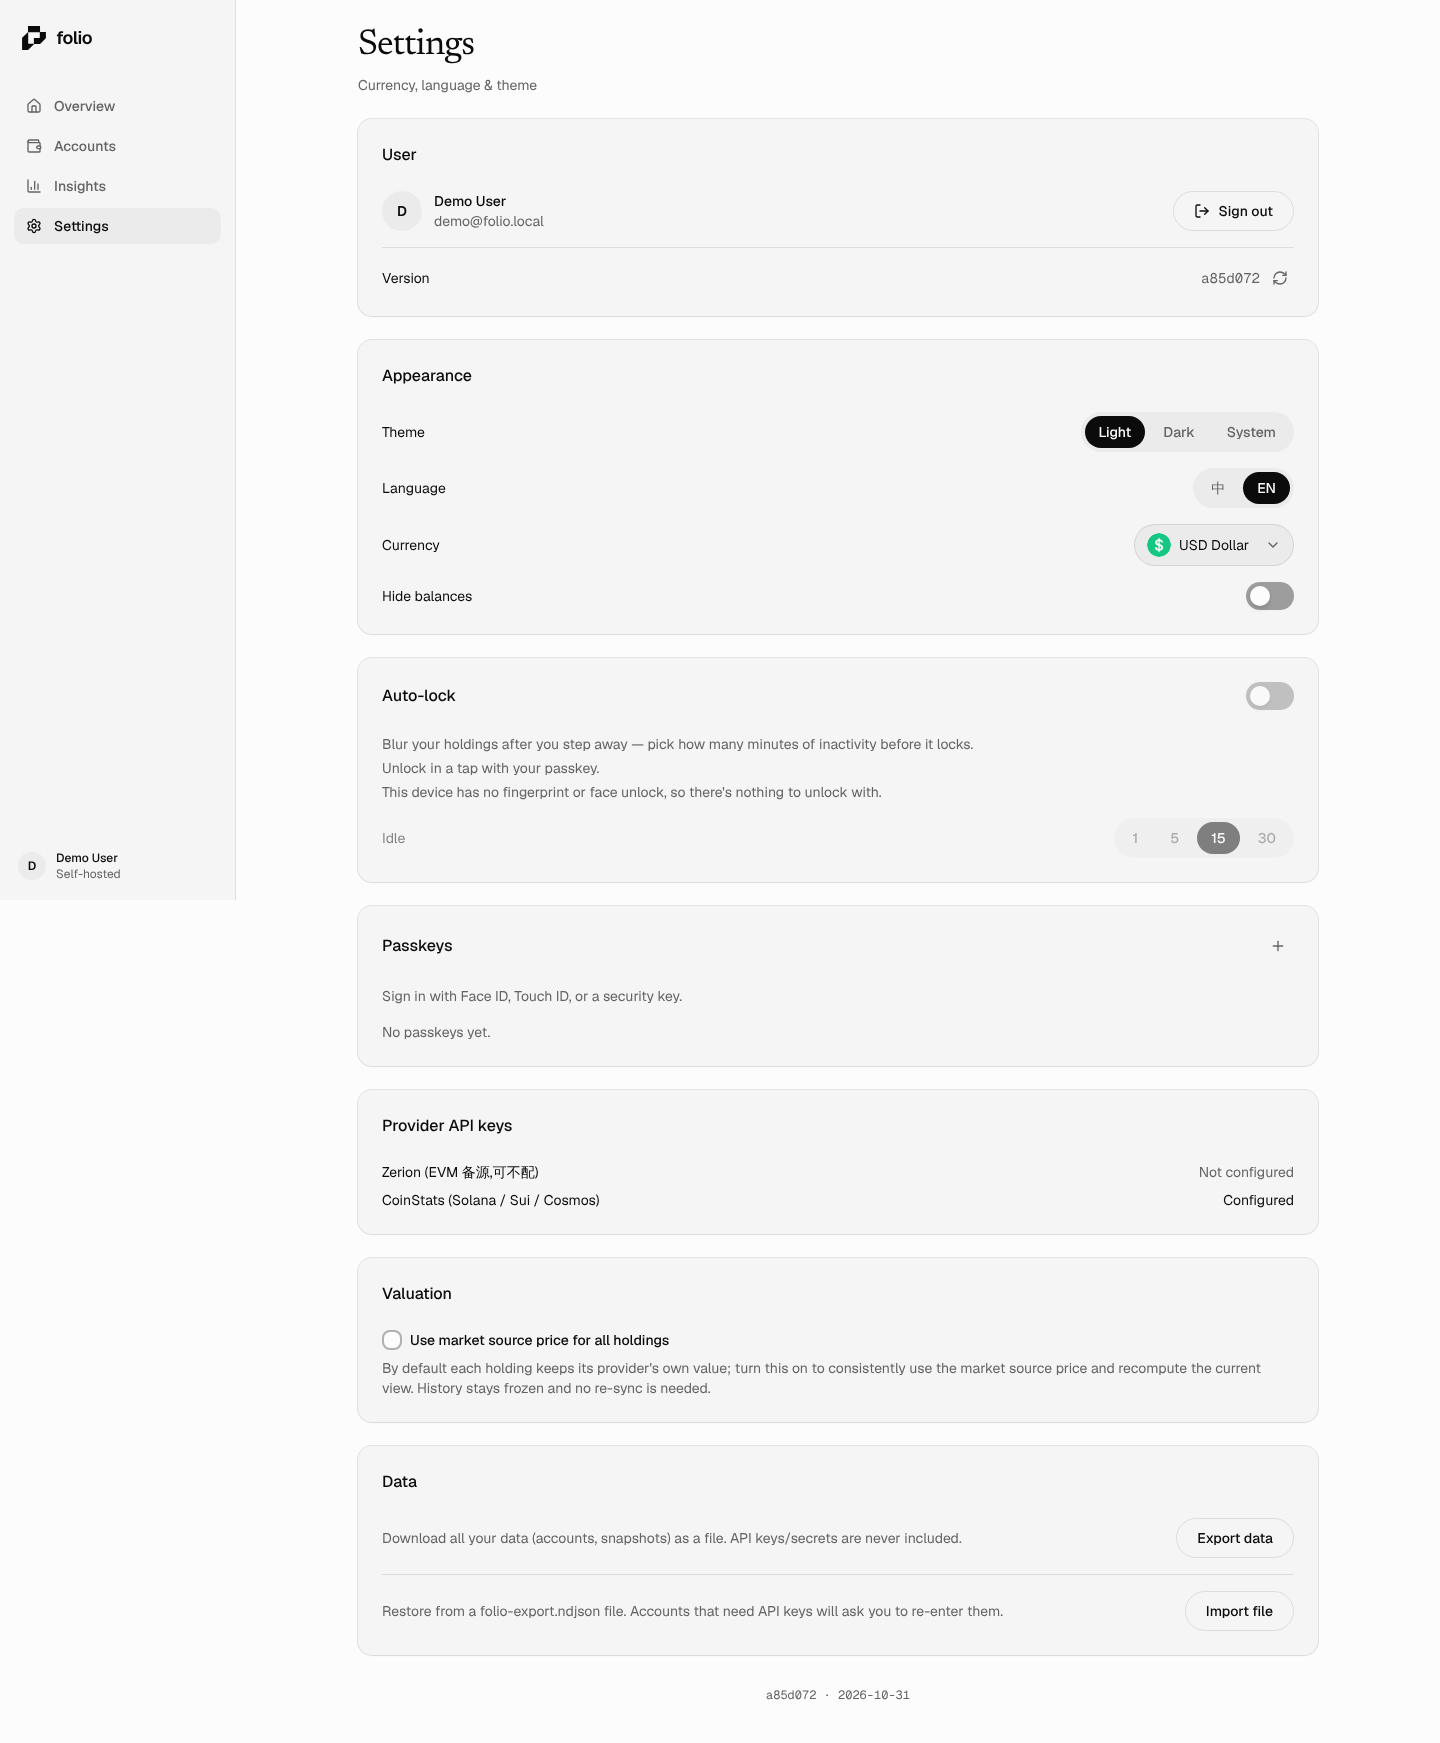 folio
Overview
Accounts
Insights
Settings
D
Demo User
Self-hosted
Settings
Currency, language & theme
User
D
Demo User
demo@folio.local
Sign out
Version
a85d072
Appearance
Theme
Light
Dark
System
Language
中
EN
Currency
$
USD Dollar
Hide balances
Auto-lock
Blur your holdings after you step away — pick how many minutes of inactivity before it locks.
Unlock in a tap with your passkey.
This device has no fingerprint or face unlock, so there's nothing to unlock with.
Idle
1
5
15
30
Passkeys
Sign in with Face ID, Touch ID, or a security key.
No passkeys yet.
Provider API keys
Zerion (EVM 备源,可不配)
Not configured
CoinStats (Solana / Sui / Cosmos)
Configured
Valuation
Use market source price for all holdings
By default each holding keeps its provider's own value; turn this on to consistently use the market source price and recompute the current
view. History stays frozen and no re-sync is needed.
Data
Download all your data (accounts, snapshots) as a file. API keys/secrets are never included.
Export data
Restore from a folio-export.ndjson file. Accounts that need API keys will ask you to re-enter them.
Import file
a85d072 · 2026-10-31